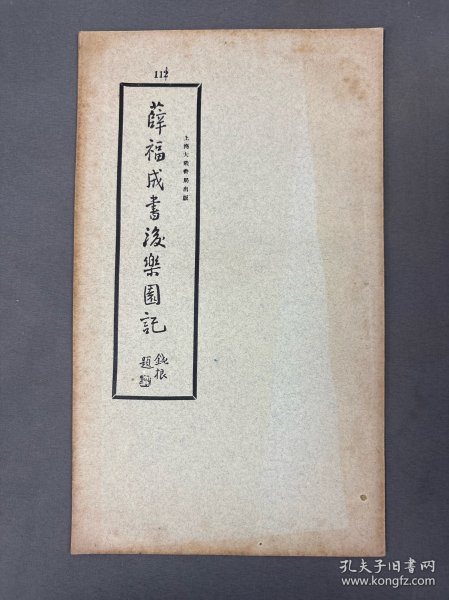 112
上海大眾書局出版
薛福成書後樂園記
鈍根
題
孔夫子旧书网
www.kongfz.com